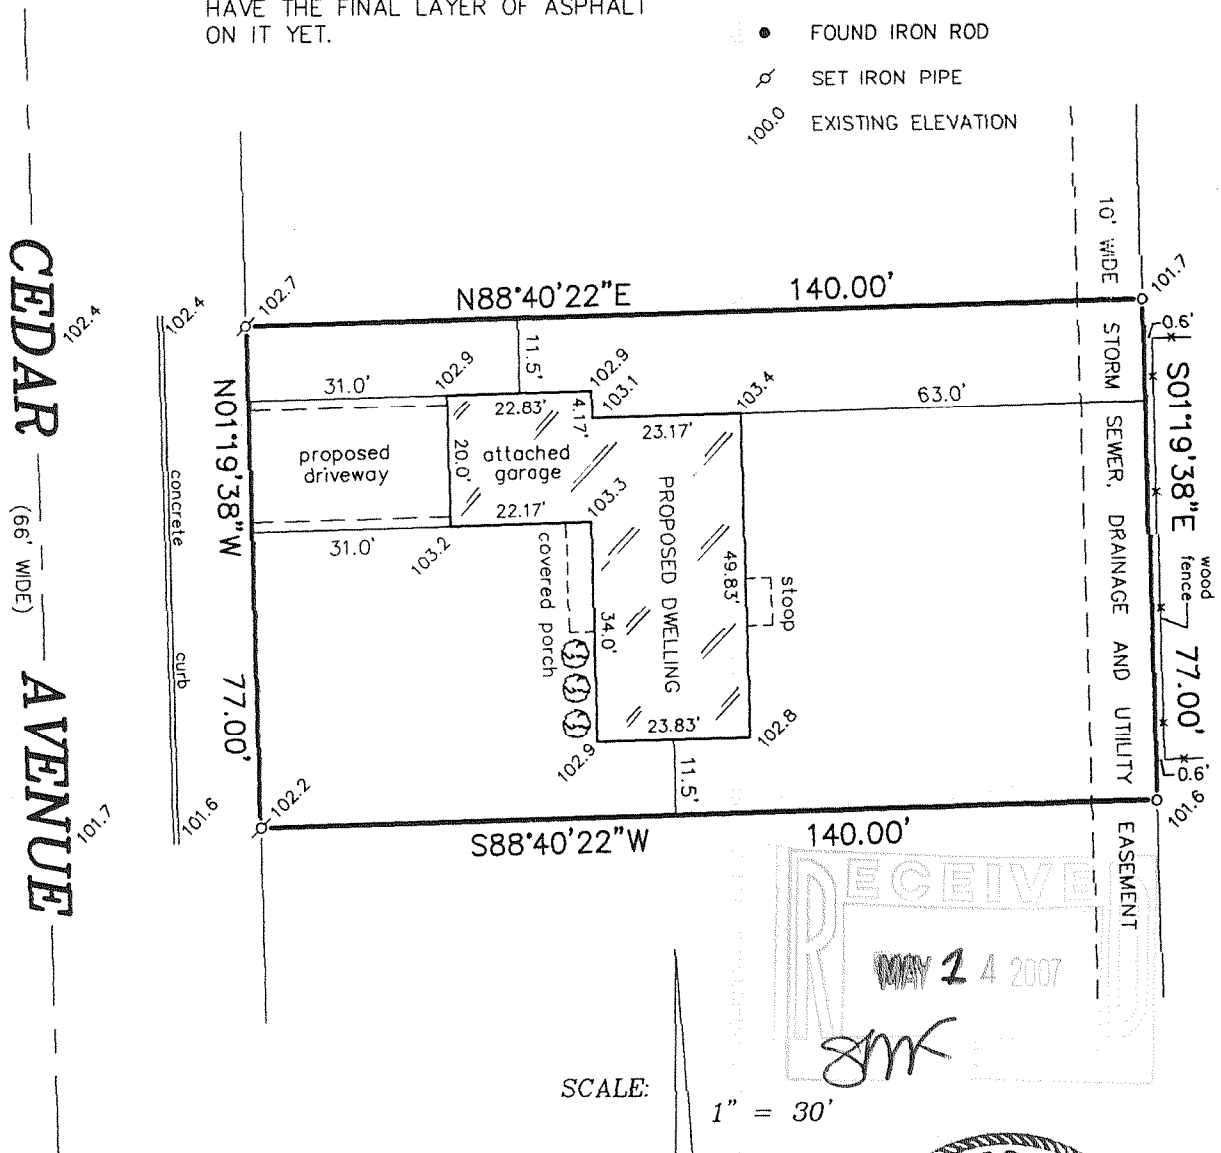 HAVE THE FINAL LAYER OF ASPHALT
ON IT YET.
FOUND IRON ROD
SET IRON PIPE
100.0 EXISTING ELEVATION
CEDAR AVENUE
(66' WIDE)
102.4
102.4
102.7
N88°40'22"E 140.00'
101.7
10' WIDE STORM SEWER, DRAINAGE AND UTILITY EASEMENT
0.6'
S01°19'38"E 77.00'
wood
fence
0.6'
101.6
N01°19'38"W 77.00'
concrete curb
31.0'
102.9
11.5'
102.9
103.1
103.4
63.0'
22.83'
4.17'
23.17'
proposed
driveway
20.0'
attached
garage
22.17'
103.3
31.0'
103.2
covered porch
34.0'
PROPOSED DWELLING
49.83'
stoop
23.83'
102.9
102.8
11.5'
102.2
101.6
101.7
S88°40'22"W 140.00'
RECEIVED
MAY 24 2007
SMK
SCALE:
1" = 30'